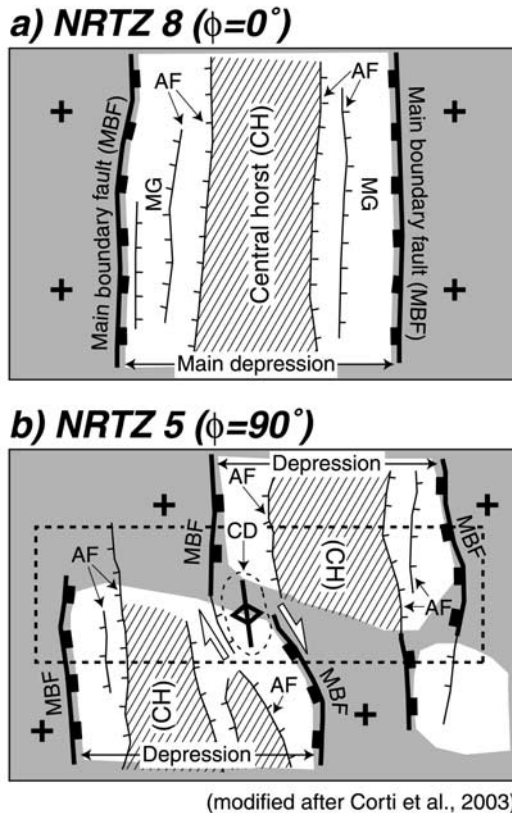 a) NRTZ 8 (ϕ=0°)
AF
AF
Main boundary fault (MBF)
MG
Central horst (CH)
MG
Main boundary fault (MBF)
Main depression
b) NRTZ 5 (ϕ=90°)
Depression
AF
CD
MBF
MBF
AF
(CH)
AF
MBF
(CH)
AF
MBF
Depression
(modified after Corti et al., 2003)